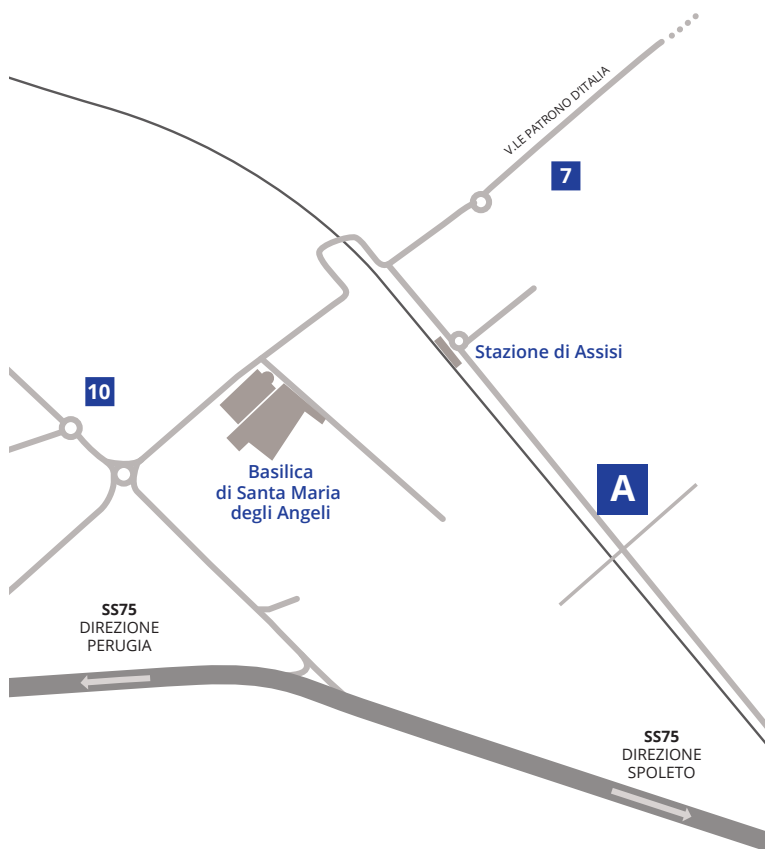 V.LE PATRONO D'ITALIA
7
Stazione di Assisi
10
Basilica
di Santa Maria
degli Angeli
A
SS75
DIREZIONE
PERUGIA
SS75
DIREZIONE
SPOLETO